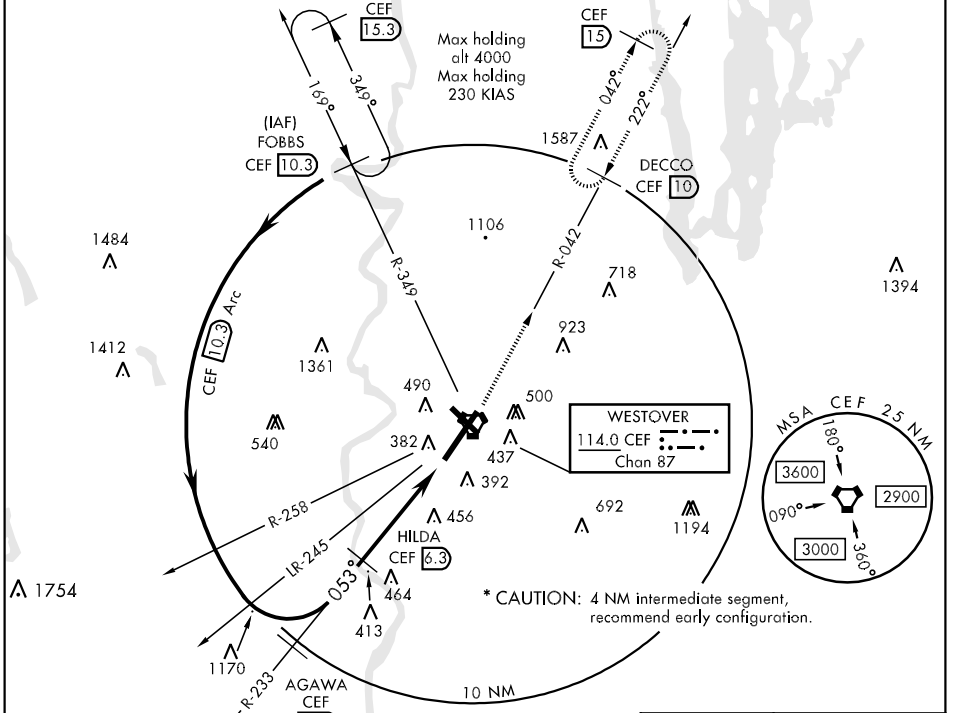 CEF
15.3
Max holding
alt 4000
Max holding
230 KIAS
CEF
15
169°
349°
042°
222°
(IAF)
FOBBS
CEF 10.3
1587
DECCO
CEF 10
1106
1484
R-349
R-042
718
1394
CEF 10.3 Arc
923
1412
1361
490
500
WESTOVER
114.0 CEF
Chan 87
540
382
437
MSA CEF 25 NM
180°
3600
2900
090°
3000
360°
392
R-258
456
692
1194
LR-245
HILDA
CEF 6.3
053°
464
1754
* CAUTION: 4 NM intermediate segment,
recommend early configuration.
413
1170
R-233
AGAWA
CEF
10 NM